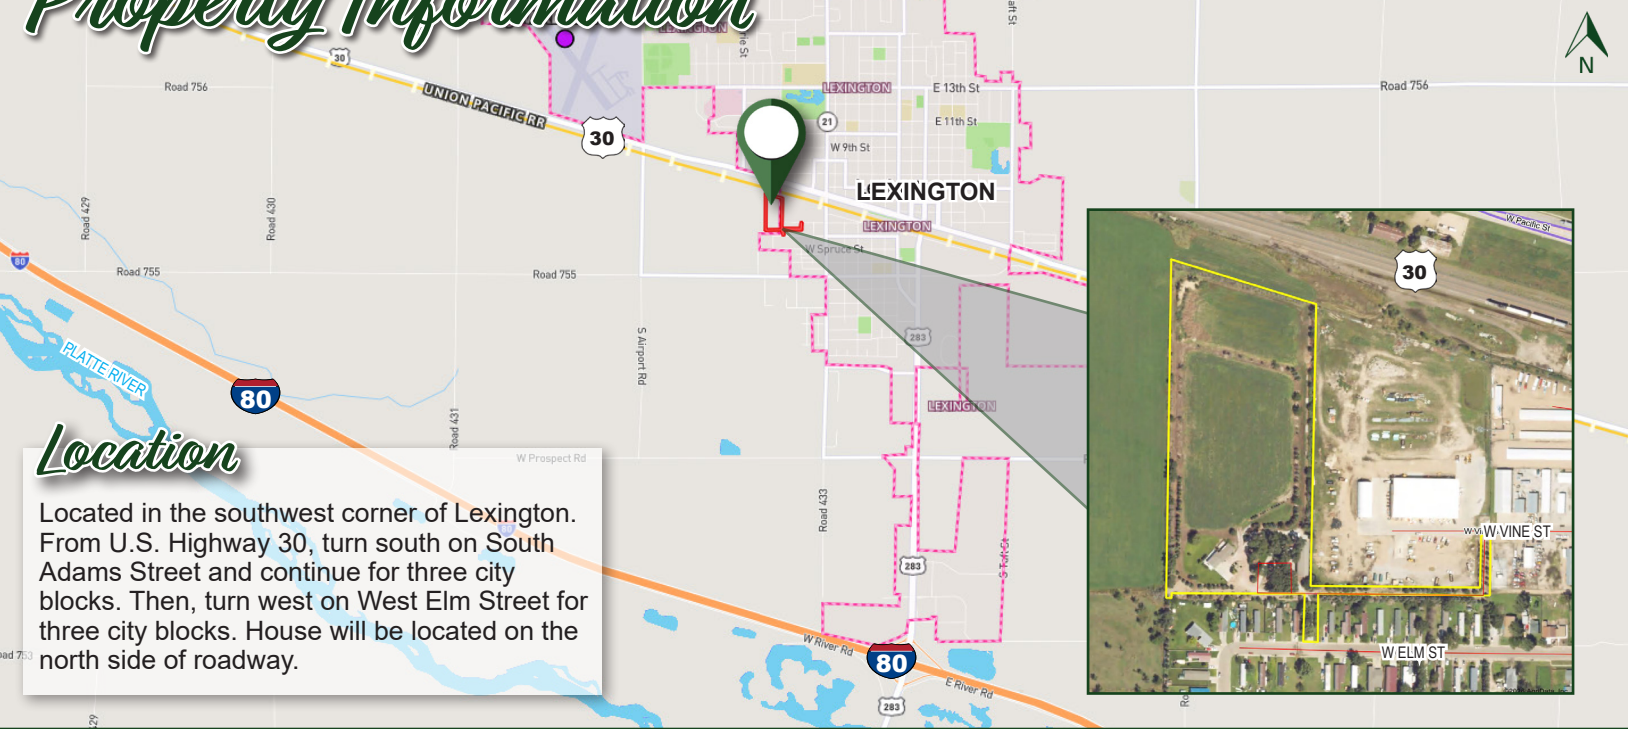 Property Information
N
30
UNION PACIFIC RR
30
Road 756
LEXINGTON
LEXINGTON
E 13th St
Road 756
21
E 11th St
W 9th St
LEXINGTON
LEXINGTON
W Spruce St
Road 429
Road 430
80
Road 755
Road 755
S Airport Rd
283
LEXINGTON
PLATTE RIVER
80
Road 431
W Prospect Rd
Road 433
283
W River Rd
80
E River Rd
283
Location
Located in the southwest corner of Lexington.
From U.S. Highway 30, turn south on South
Adams Street and continue for three city
blocks. Then, turn west on West Elm Street for
three city blocks. House will be located on the
north side of roadway.
W Pacific St
30
W VINE ST
W ELM ST